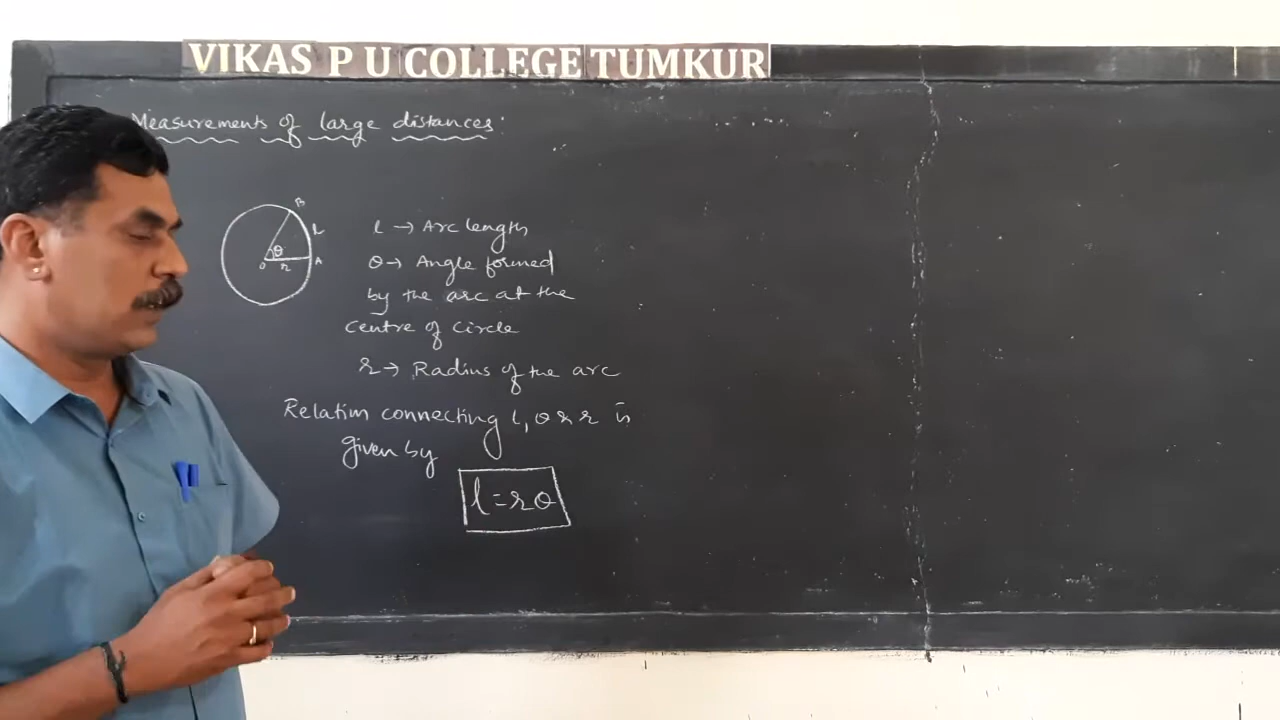 VIKAS P U COLLEGE TUMKUR
Measurements of large distances:
B
l
θ
O
r
A
l → Arc length
θ → Angle formed
by the arc at the
Centre of Circle
r → Radius of the arc
Relation connecting l, θ & r is
given by
l = rθ